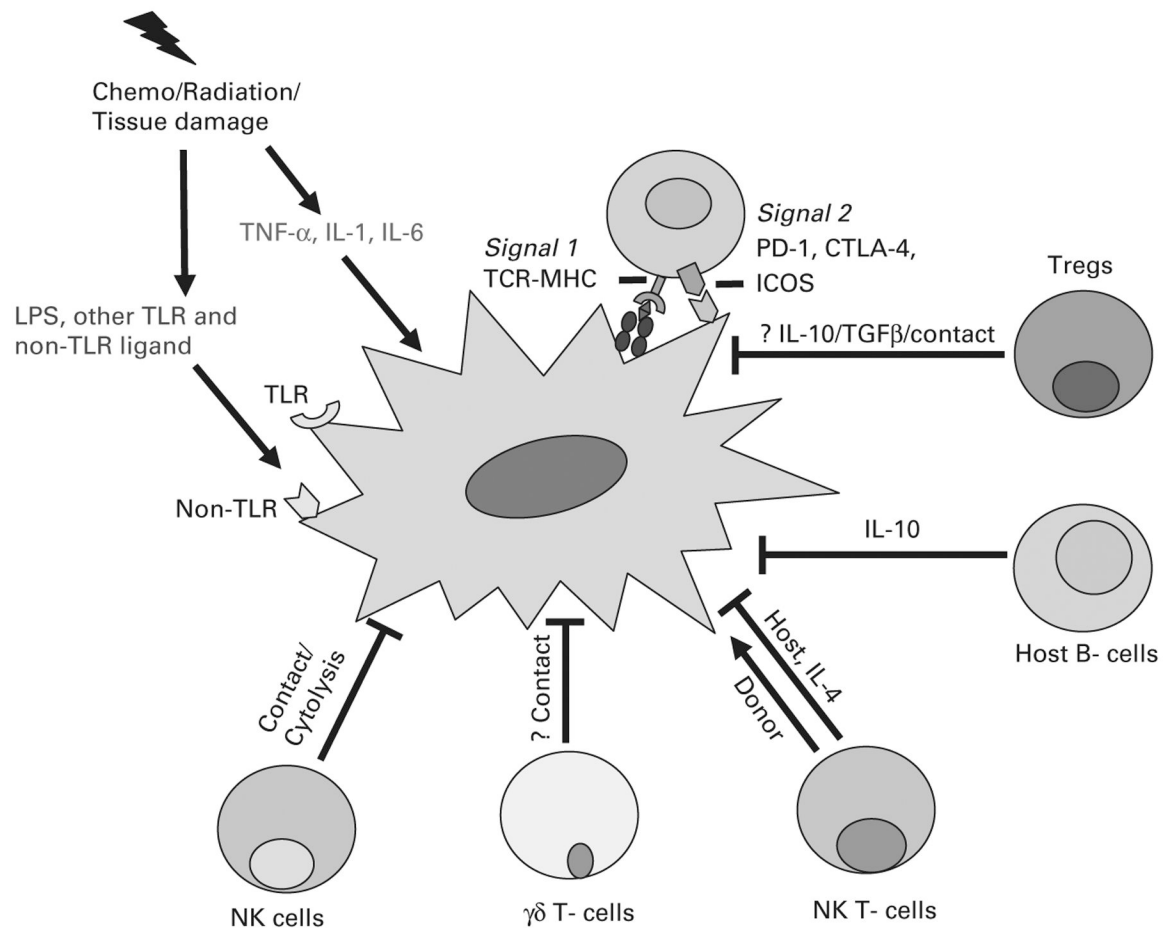 Chemo/Radiation/
Tissue damage
TNF-α, IL-1, IL-6
LPS, other TLR and
non-TLR ligand
Signal 1
TCR-MHC
Signal 2
PD-1, CTLA-4,
ICOS
Tregs
? IL-10/TGFβ/contact
TLR
Non-TLR
IL-10
Host B- cells
Contact/
Cytolysis
? Contact
Host, IL-4
Donor
NK cells
γδ T- cells
NK T- cells